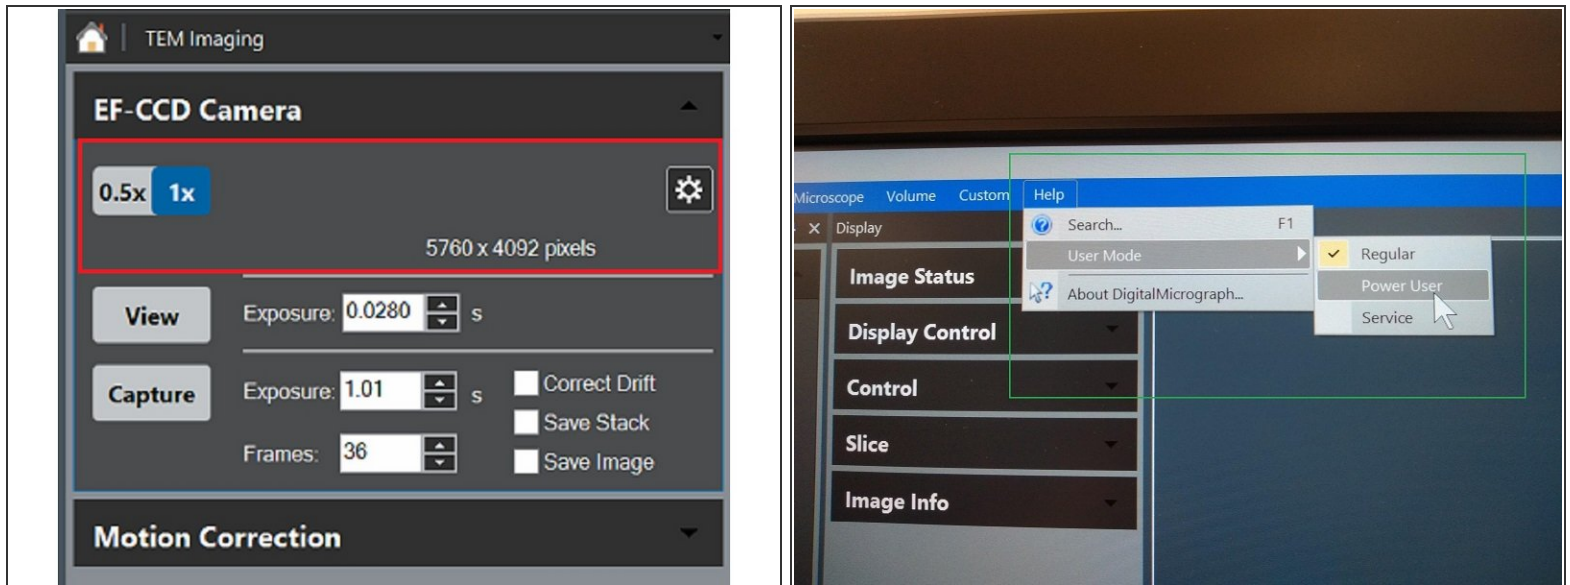 TEM Imaging
EF-CCD Camera
0.5x 1x
5760 x 4092 pixels
View Exposure: 0.0280 s
Capture Exposure: 1.01 s Correct Drift
Save Stack
Frames: 36 Save Image
Motion Correction
Microscope Volume Custom Help
X Display
Search... F1
User Mode Regular
Image Status
Power User
About DigitalMicrograph...
Service
Display Control
Control
Slice
Image Info